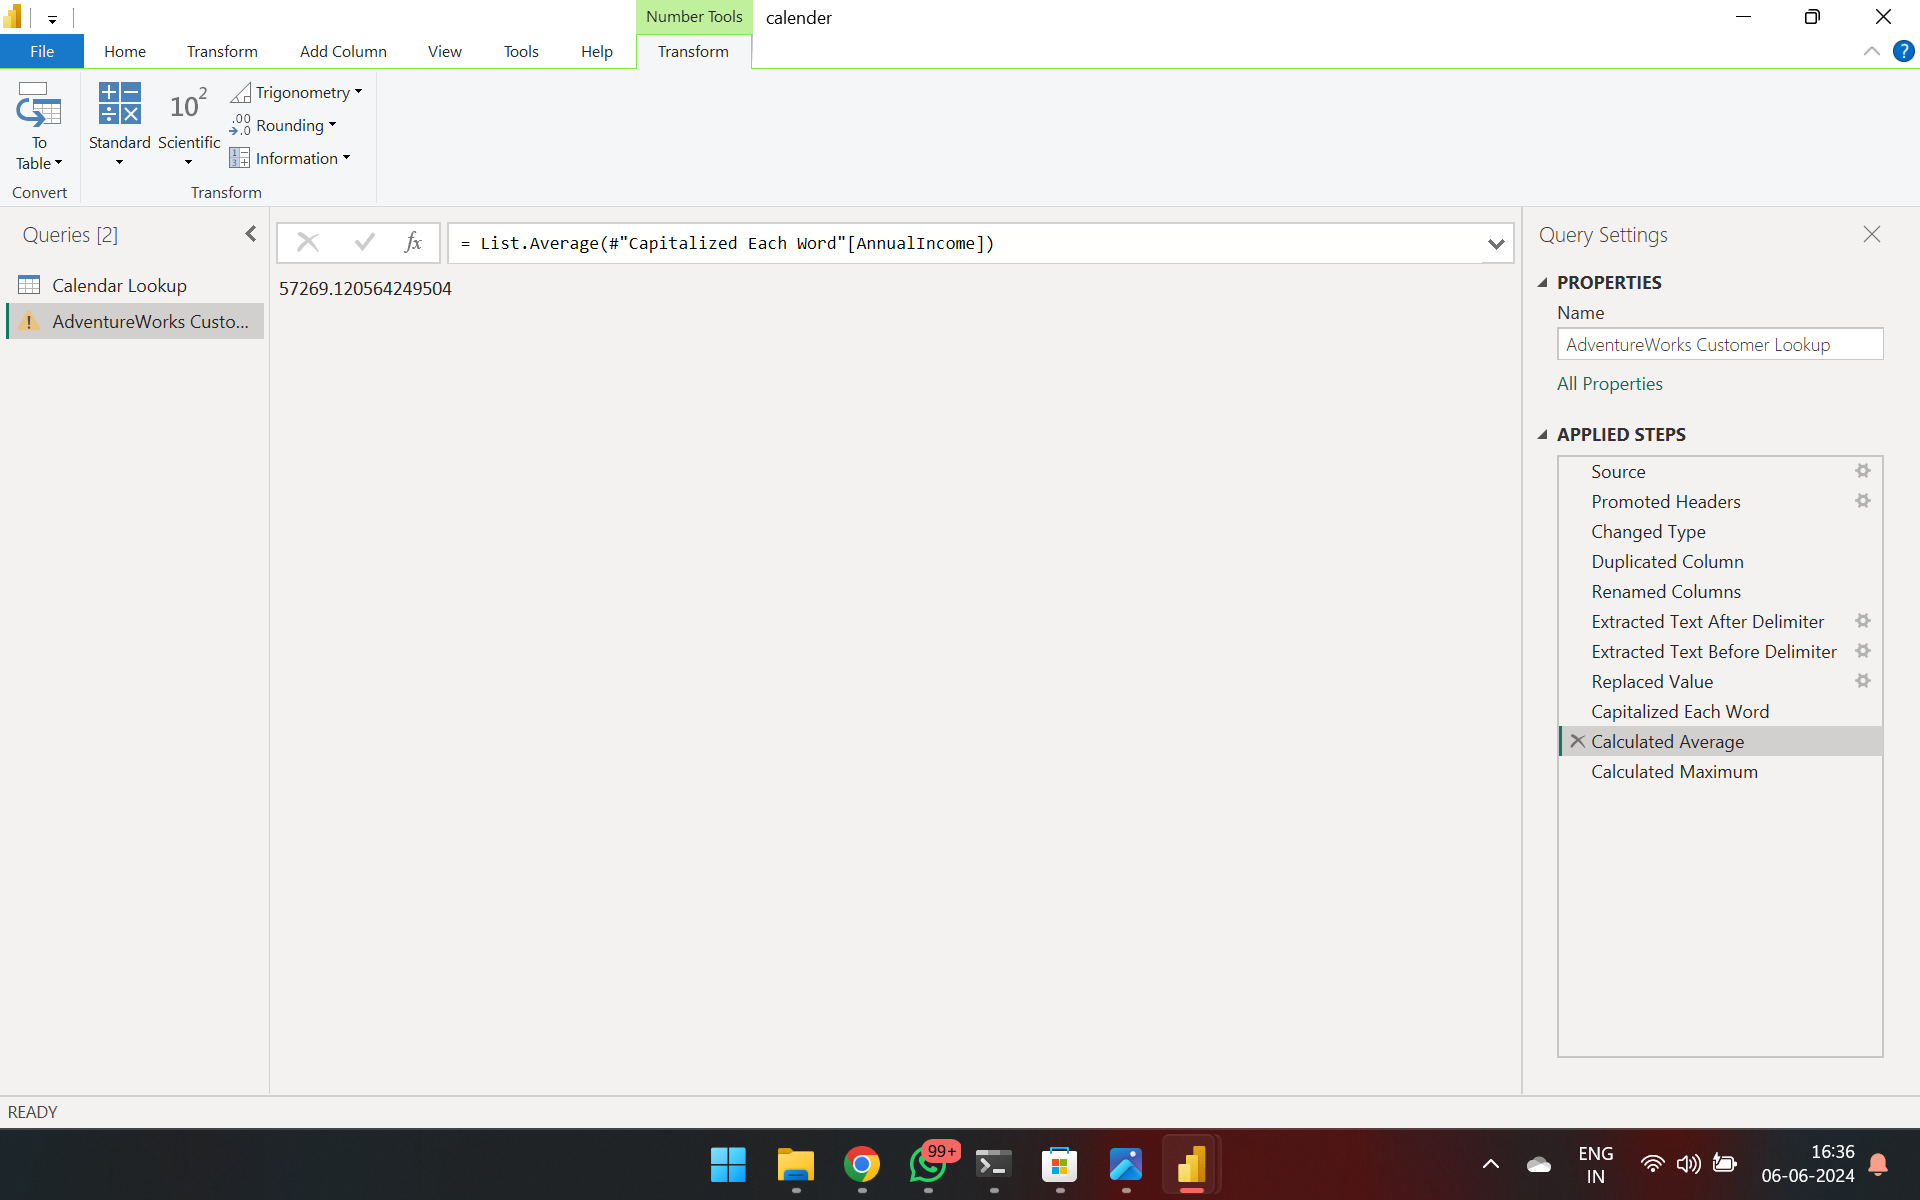 Number Tools
calender
File
Home
Transform
Add Column
View
Tools
Help
Transform
?
To
Table
Standard
Scientific
10²
Trigonometry
.00
.0
Rounding
Information
Convert
Transform
Queries [2]
fx
= List.Average(#"Capitalized Each Word"[AnnualIncome])
Query Settings
Calendar Lookup
AdventureWorks Custo...
57269.120564249504
PROPERTIES
Name
AdventureWorks Customer Lookup
All Properties
APPLIED STEPS
Source
Promoted Headers
Changed Type
Duplicated Column
Renamed Columns
Extracted Text After Delimiter
Extracted Text Before Delimiter
Replaced Value
Capitalized Each Word
Calculated Average
Calculated Maximum
READY
99+
ENG
IN
16:36
06-06-2024